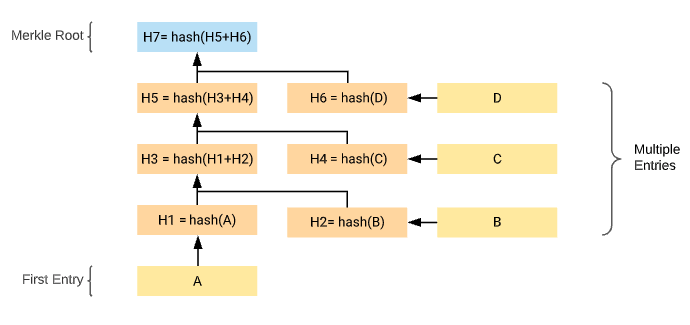 Merkle Root
H7= hash(H5+H6)
H5 = hash(H3+H4)
H6 = hash(D)
D
H3 = hash(H1+H2)
H4 = hash(C)
C
Multiple
Entries
H1 = hash(A)
H2= hash(B)
B
First Entry
A